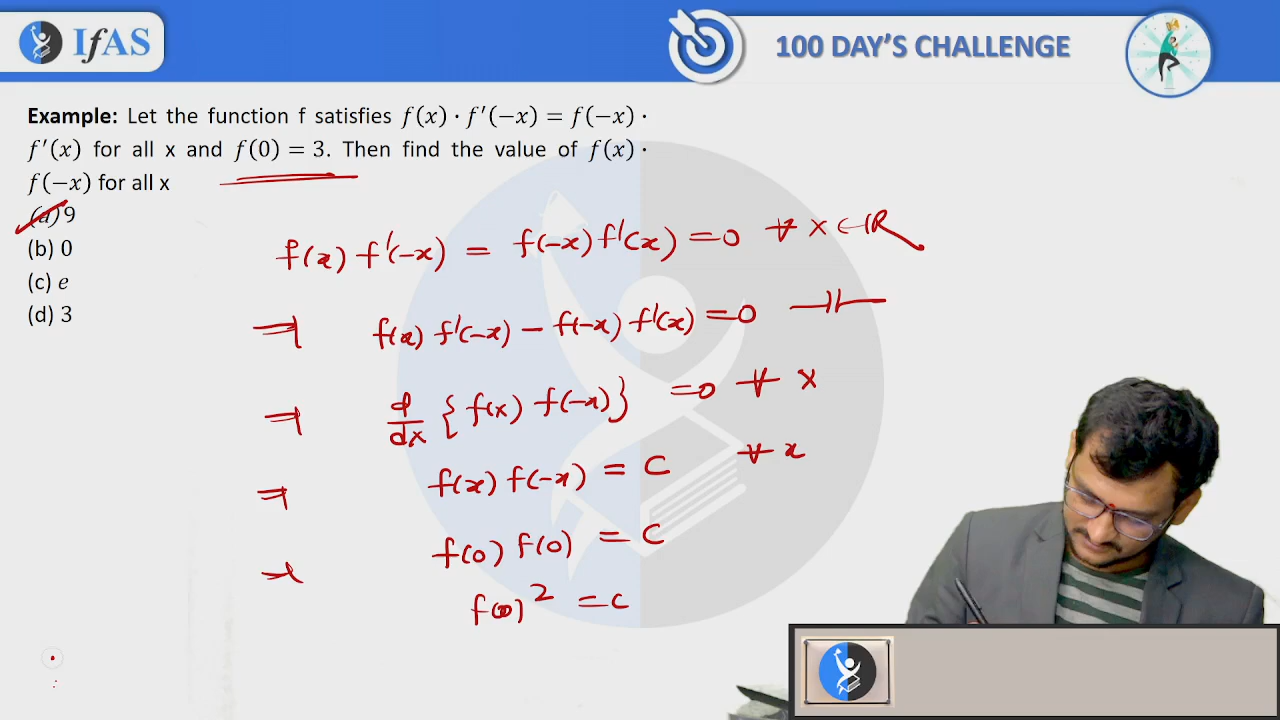 IfAS
100 DAY'S CHALLENGE
Example: Let the function f satisfies f(x) · f′(−x) = f(−x) ·
f′(x) for all x and f(0) = 3. Then find the value of f(x) ·
f(−x) for all x
(a) 9
(b) 0
(c) e
(d) 3
f(x) f′(−x) = f(−x) f′(x) = 0 ∀ x ∈ ℝ
⇒ f(x) f′(−x) − f(−x) f′(x) = 0 —||—
⇒ d/dx { f(x) f(−x) } = 0 ∀ x
⇒ f(x) f(−x) = C ∀ x
f(0) f(0) = C
f(0)² = C